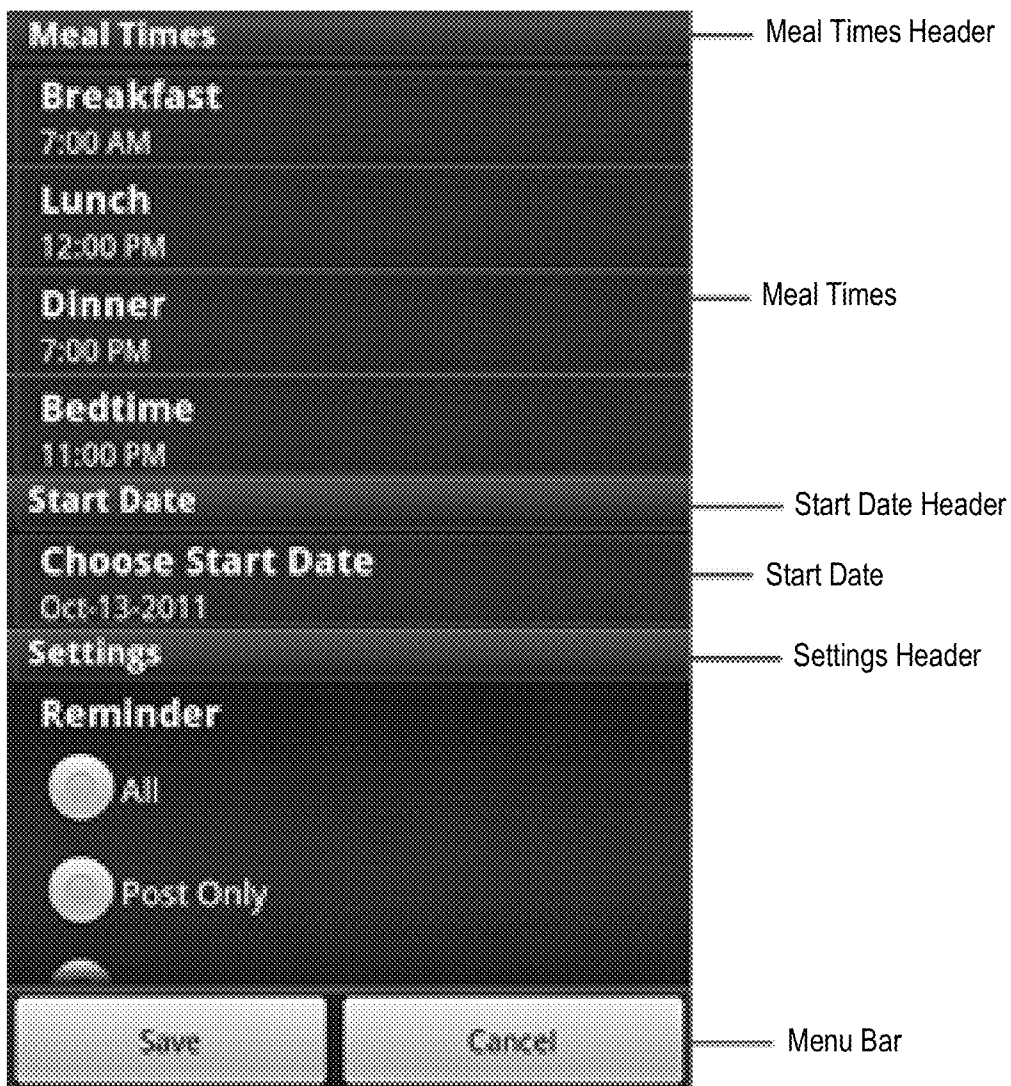 Meal Times
Meal Times Header
Breakfast
7:00 AM
Lunch
12:00 PM
Dinner
7:00 PM
Meal Times
Bedtime
11:00 PM
Start Date
Start Date Header
Choose Start Date
Oct-13-2011
Start Date
Settings
Settings Header
Reminder
All
Post Only
Save
Cancel
Menu Bar